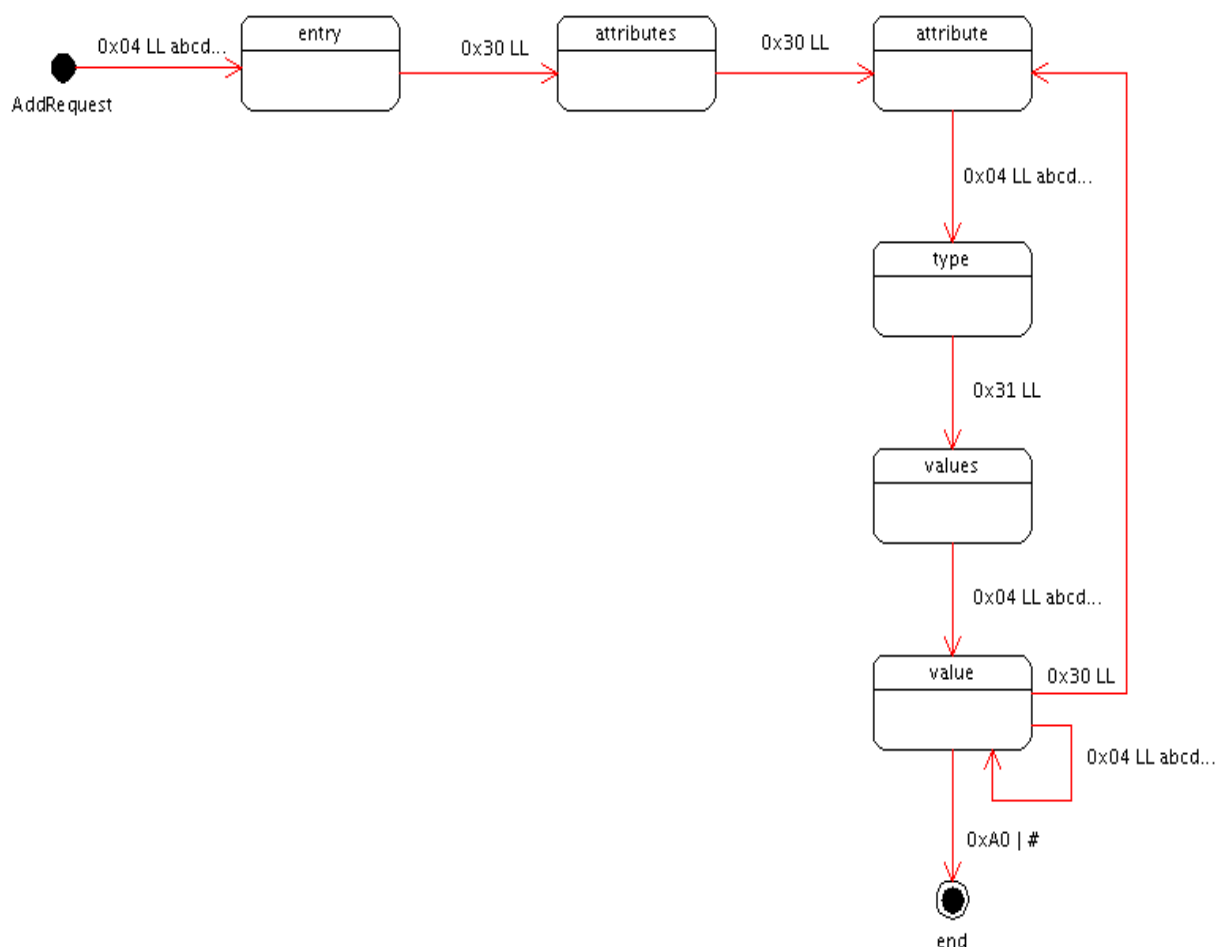 0x04 LL abcd...
entry
0x30 LL
attributes
0x30 LL
attribute
AddRequest
0x04 LL abcd...
type
0x31 LL
values
0x04 LL abcd...
value
0x30 LL
0x04 LL abcd...
0xA0 | #
end